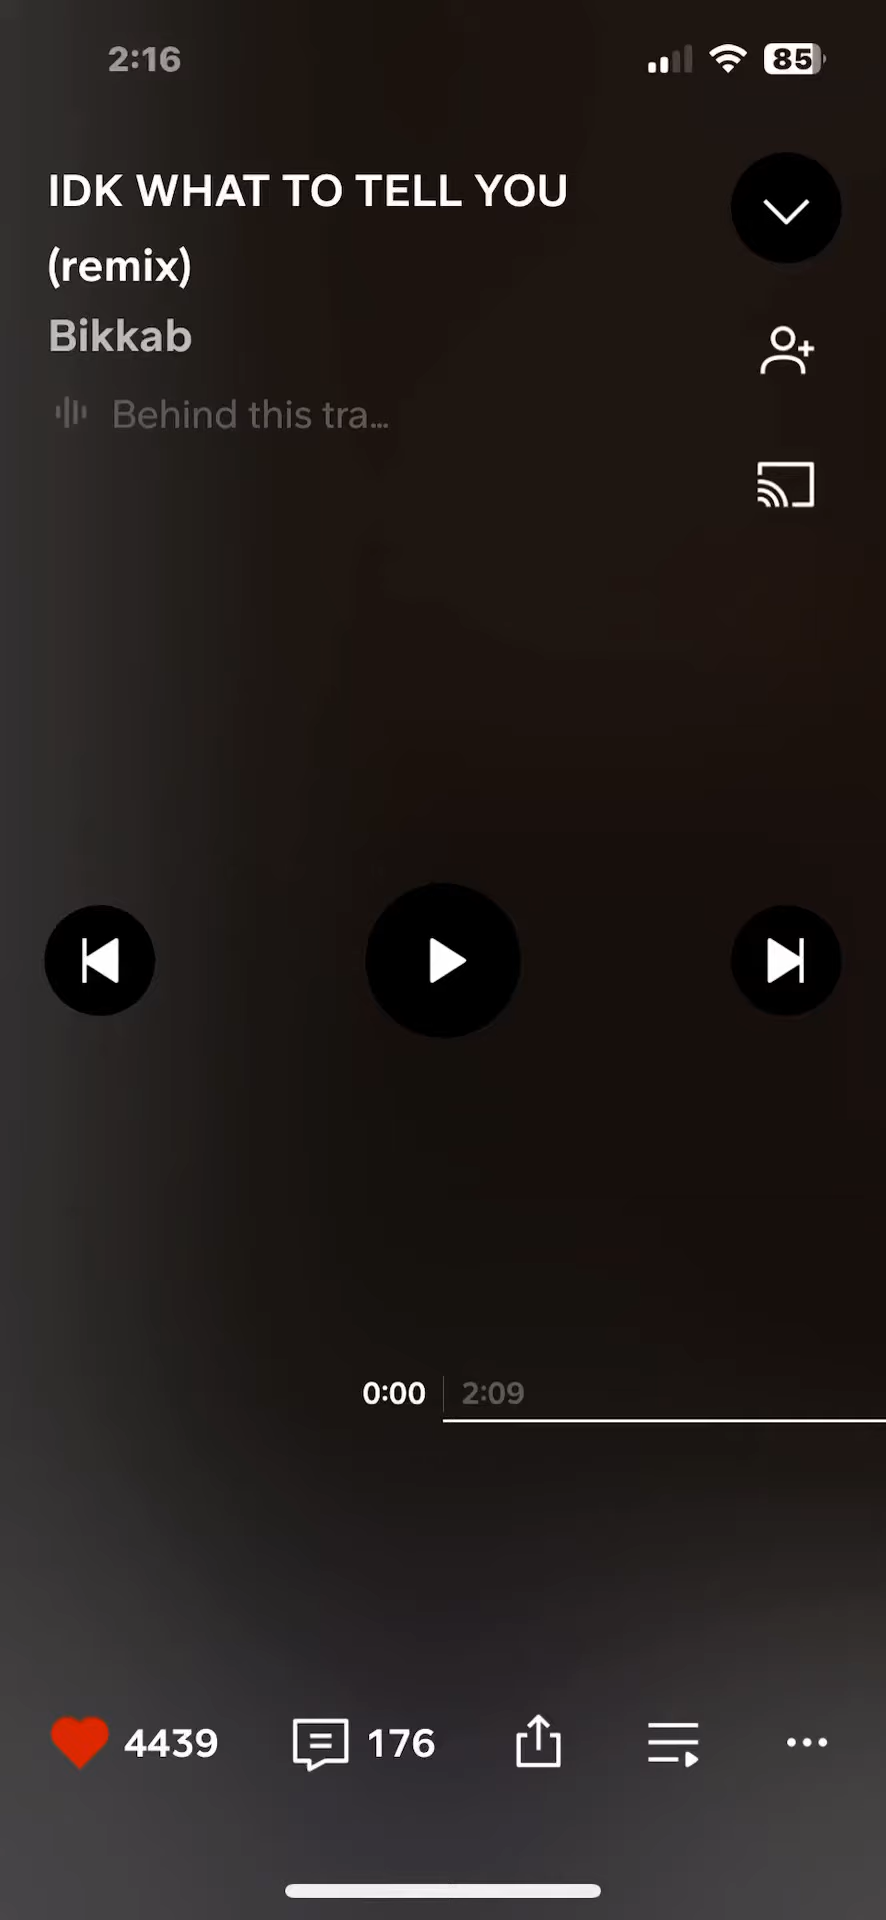 2:16
85
IDK WHAT TO TELL YOU
(remix)
Bikkab
Behind this tra...
0:00
2:09
4439
176